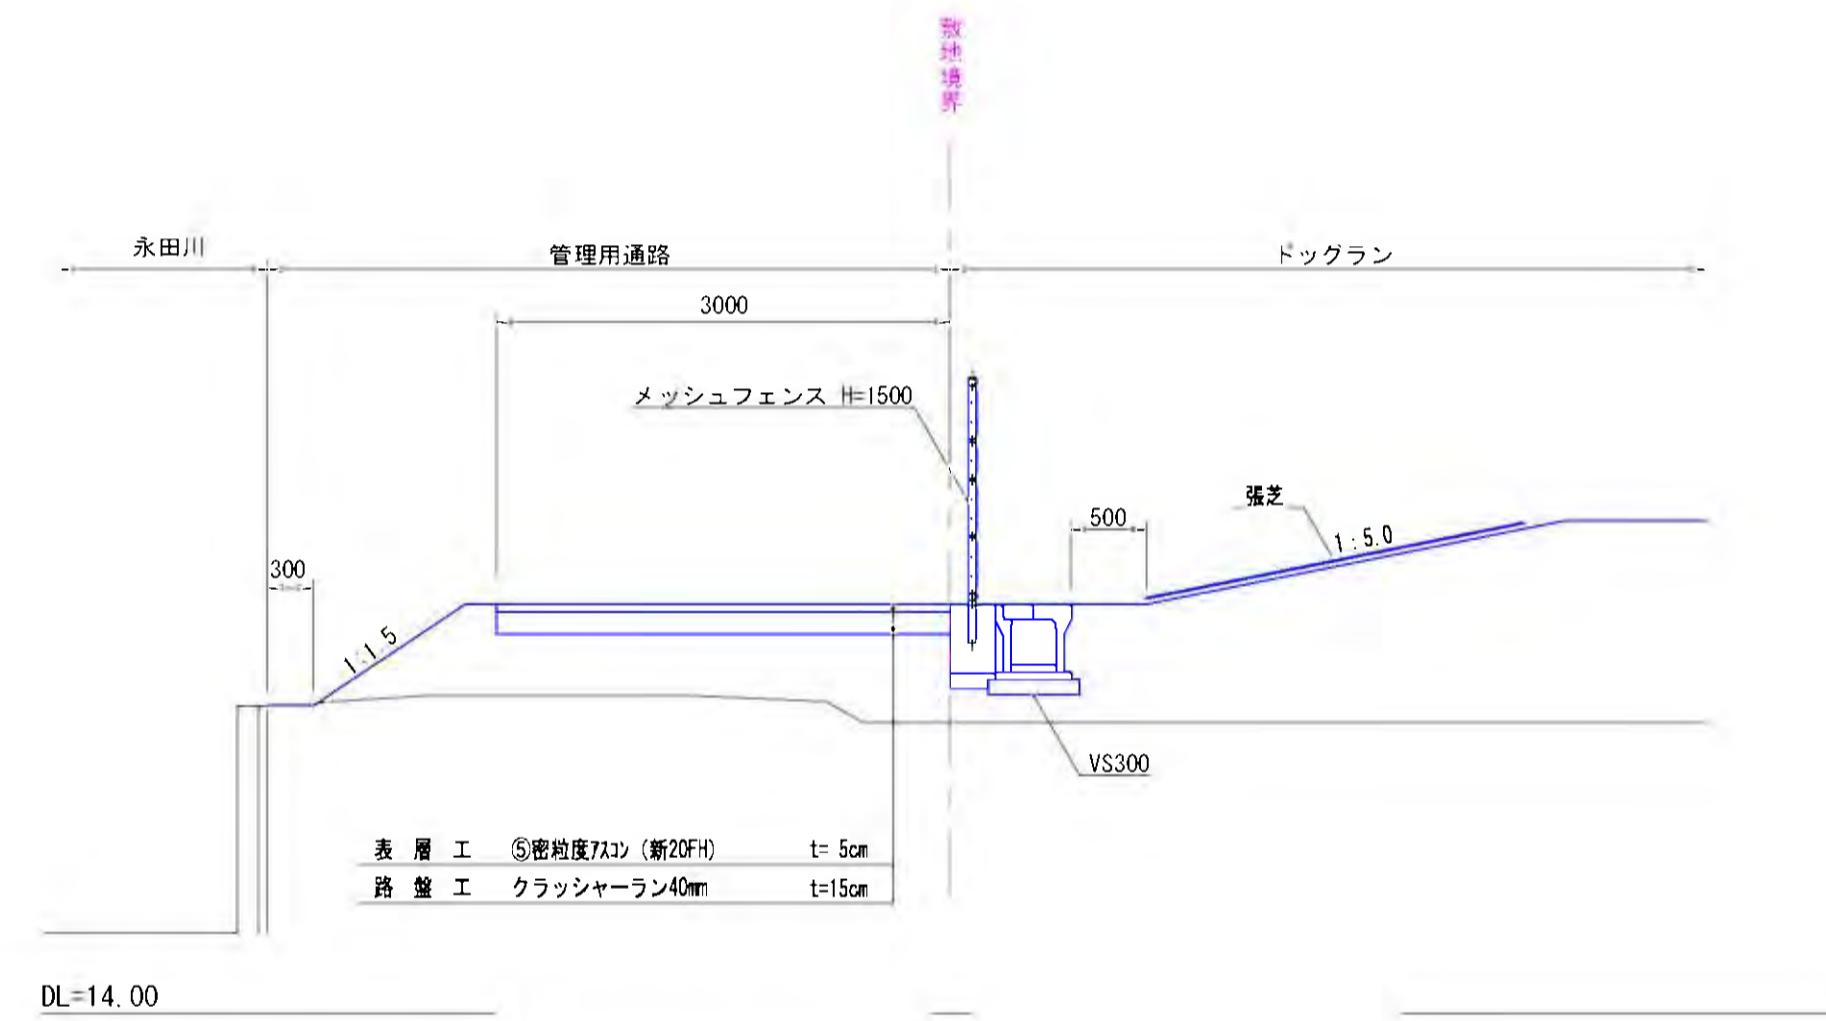 敷地境界
永田川
管理用通路
ドッグラン
3000
メッシュフェンス H=1500
張芝
500
1:5.0
300
1:1.5
VS300
表 層 工 ⑤密粒度アスコン (新20FH) t= 5cm
路 盤 工 クラッシャーラン40mm t=15cm
DL=14.00